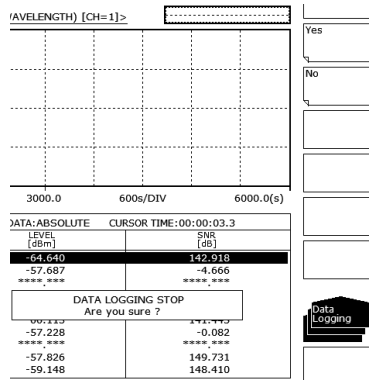 /AVELENGTH) [CH=1]>
Yes
No
3000.0 600s/DIV 6000.0(s)
DATA:ABSOLUTE CURSOR TIME:00:00:03.3
LEVEL SNR
[dBm] [dB]
-64.640 142.918
-57.687 -4.666
****.*** ****.***
DATA LOGGING STOP
Are you sure ?
-57.228 -0.082
****.*** ****.***
-57.826 149.731
-59.148 148.410
Data
Logging